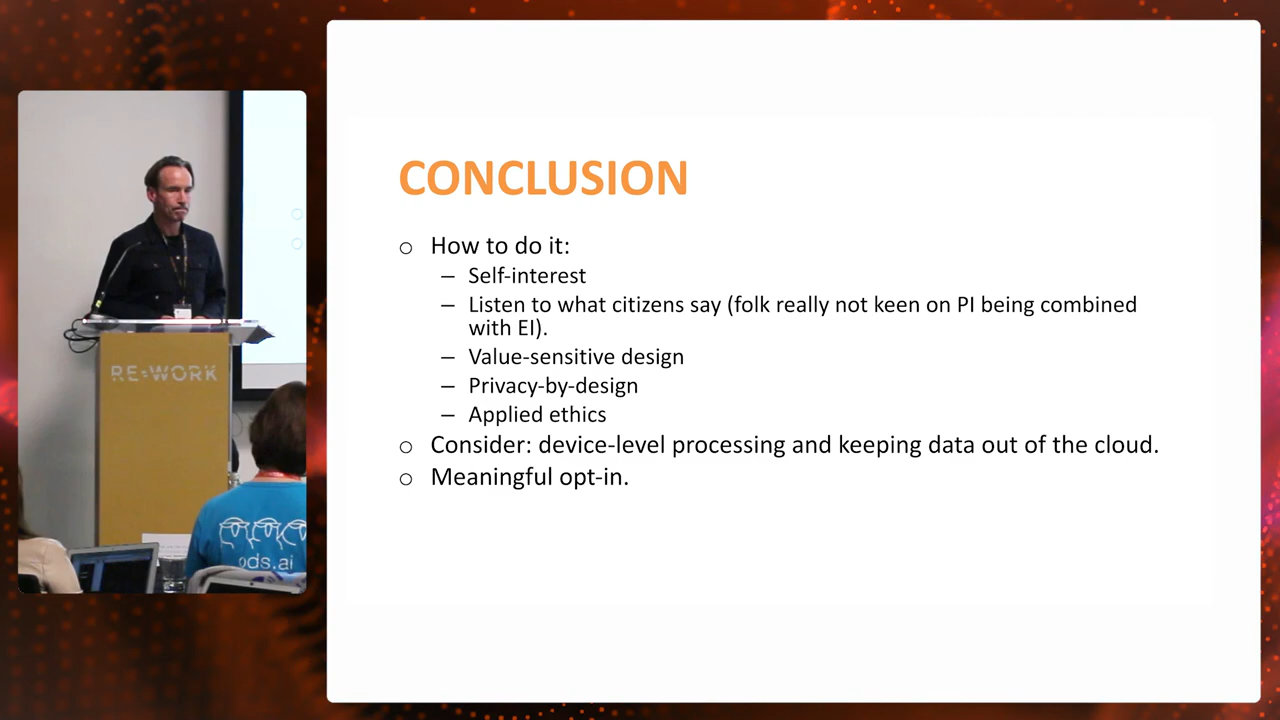 CONCLUSION
o How to do it:
– Self-interest
– Listen to what citizens say (folk really not keen on PI being combined
with EI).
– Value-sensitive design
– Privacy-by-design
– Applied ethics
o Consider: device-level processing and keeping data out of the cloud.
o Meaningful opt-in.
RE•WORK
ods.ai